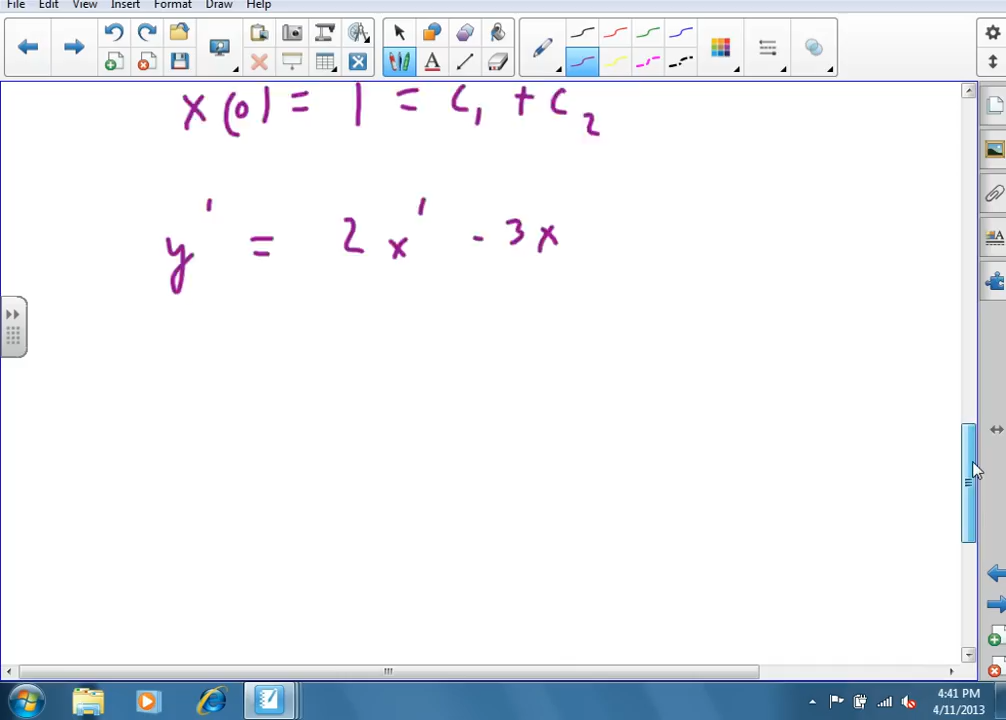 File Edit View Insert Format Draw Help
x(0) = 1 = C₁ + C₂
y' = 2x' - 3x
4:41 PM
4/11/2013